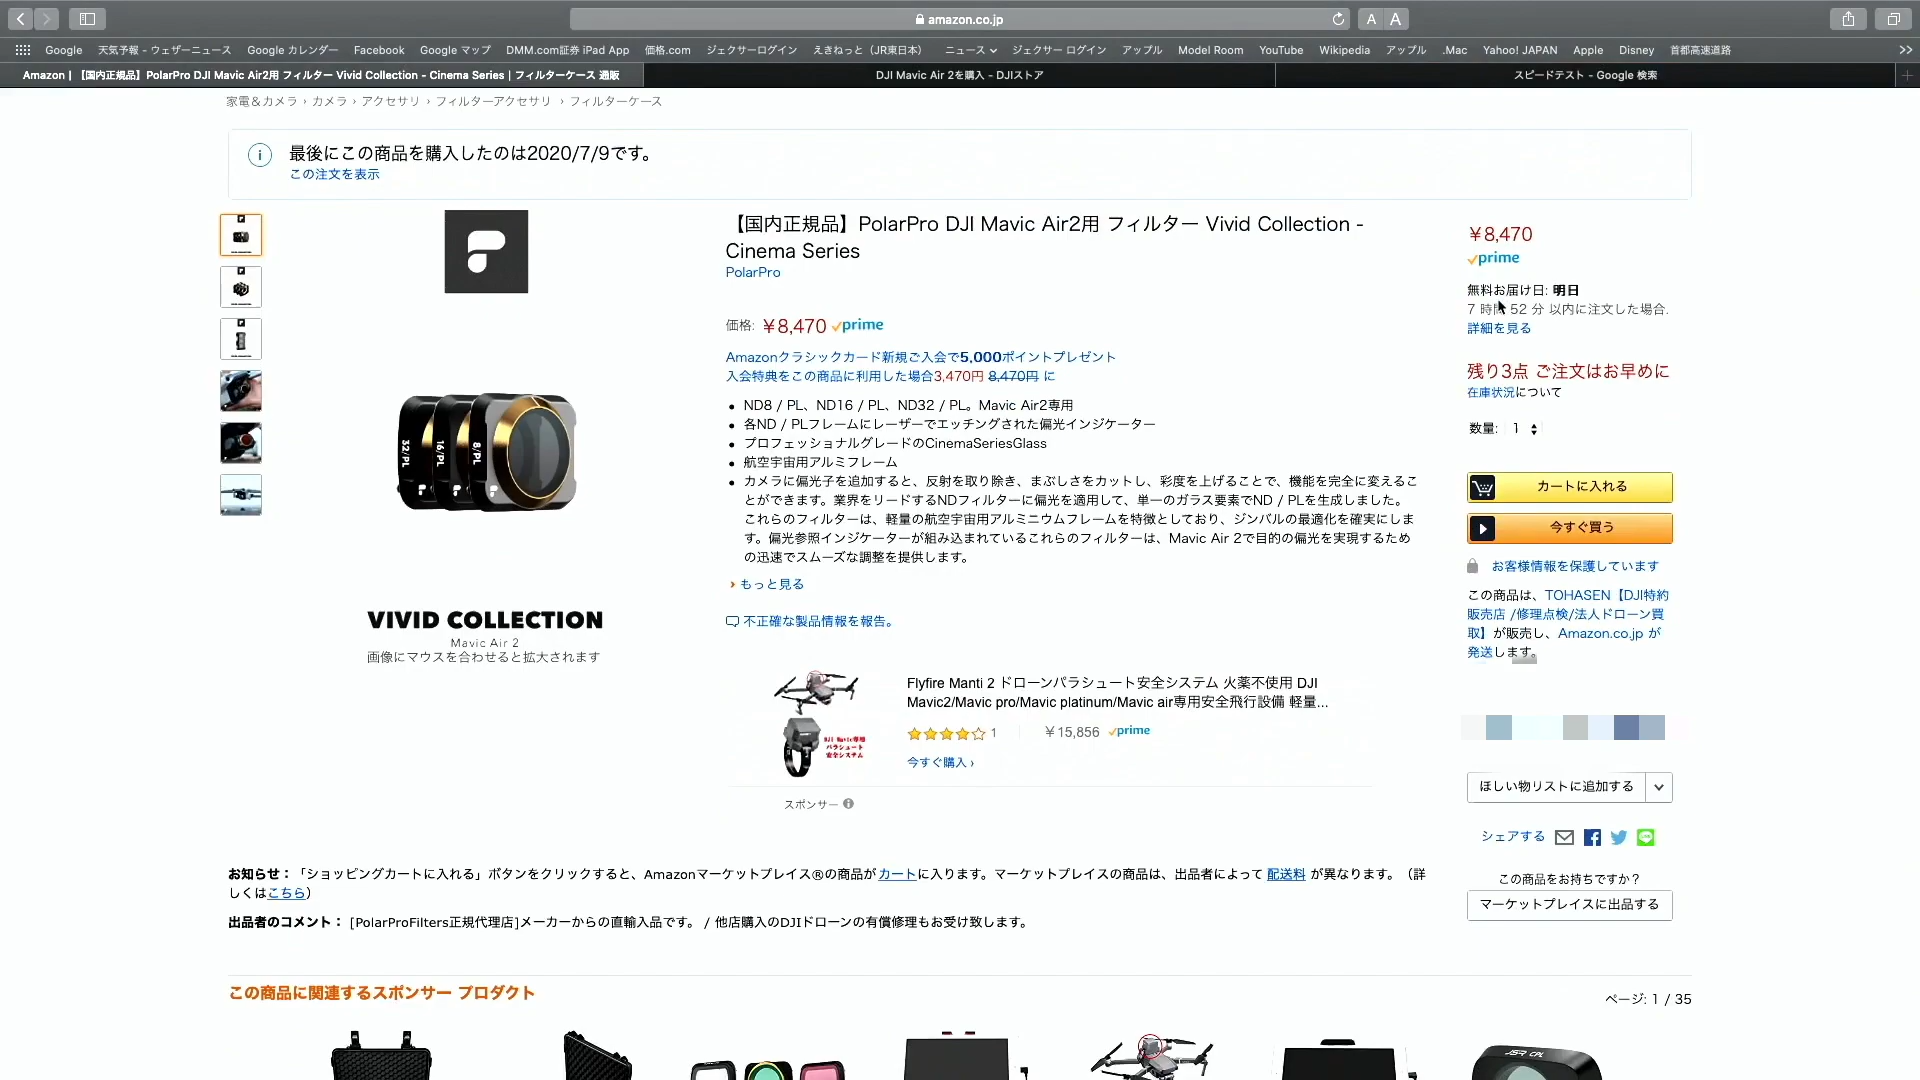 amazon.co.jp
A A
Google 天気予報 - ウェザーニュース Google カレンダー Facebook Google マップ DMM.com証券 iPad App 価格.com ジェクサーログイン えきねっと（JR東日本） ニュース ジェクサー ログイン アップル Model Room YouTube Wikipedia アップル .Mac Yahoo! JAPAN Apple Disney 首都高速道路
Amazon | 【国内正規品】PolarPro DJI Mavic Air2用 フィルター Vivid Collection - Cinema Series | フィルターケース 通販
DJI Mavic Air 2を購入 - DJIストア
スピードテスト - Google 検索
家電＆カメラ › カメラ › アクセサリ › フィルターアクセサリ › フィルターケース
最後にこの商品を購入したのは2020/7/9です。
この注文を表示
【国内正規品】PolarPro DJI Mavic Air2用 フィルター Vivid Collection -
Cinema Series
PolarPro
価格: ￥8,470 prime
Amazonクラシックカード新規ご入会で5,000ポイントプレゼント
入会特典をこの商品に利用した場合3,470円 8,470円 に
ND8 / PL、ND16 / PL、ND32 / PL。Mavic Air2専用
各ND / PLフレームにレーザーでエッチングされた偏光インジケーター
プロフェッショナルグレードのCinemaSeriesGlass
航空宇宙用アルミフレーム
カメラに偏光子を追加すると、反射を取り除き、まぶしさをカットし、彩度を上げることで、機能を完全に変えるこ
とができます。業界をリードするNDフィルターに偏光を適用して、単一のガラス要素でND / PLを生成しました。
これらのフィルターは、軽量の航空宇宙用アルミニウムフレームを特徴としており、ジンバルの最適化を確実にしま
す。偏光参照インジケーターが組み込まれているこれらのフィルターは、Mavic Air 2で目的の偏光を実現するため
の迅速でスムーズな調整を提供します。
もっと見る
不正確な製品情報を報告。
32/PL 16/PL 8/PL
VIVID COLLECTION
Mavic Air 2
画像にマウスを合わせると拡大されます
Flyfire Manti 2 ドローンパラシュート安全システム 火薬不使用 DJI
Mavic2/Mavic pro/Mavic platinum/Mavic air専用安全飛行設備 軽量...
1 ￥15,856 prime
今すぐ購入 ›
DJI Mavic専用
パラシュート
安全システム
スポンサー
￥8,470
prime
無料お届け日: 明日
7 時 52 分 以内に注文した場合.
詳細を見る
残り3点 ご注文はお早めに
在庫状況について
数量: 1
カートに入れる
今すぐ買う
お客様情報を保護しています
この商品は、TOHASEN【DJI特約
販売店 /修理点検/法人ドローン買
取】が販売し、Amazon.co.jp が
発送します。
ほしい物リストに追加する
シェアする
この商品をお持ちですか？
マーケットプレイスに出品する
お知らせ：「ショッピングカートに入れる」ボタンをクリックすると、Amazonマーケットプレイス®の商品がカートに入ります。マーケットプレイスの商品は、出品者によって 配送料 が異なります。（詳
しくはこちら）
出品者のコメント： [PolarProFilters正規代理店]メーカーからの直輸入品です。 / 他店購入のDJIドローンの有償修理もお受け致します。
この商品に関連するスポンサー プロダクト
ページ: 1 / 35
JSR CPL